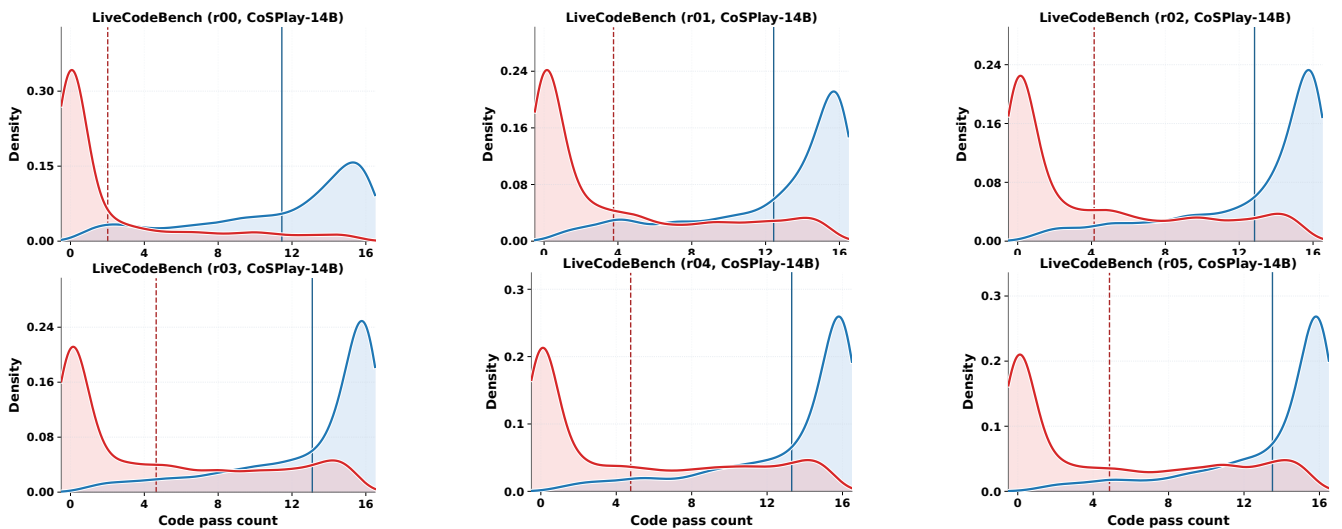 LiveCodeBench (r00, CoSPlay-14B)
Density
0.30
0.15
0.00
0 4 8 12 16
LiveCodeBench (r01, CoSPlay-14B)
Density
0.24
0.16
0.08
0.00
0 4 8 12 16
LiveCodeBench (r02, CoSPlay-14B)
Density
0.24
0.16
0.08
0.00
0 4 8 12 16
LiveCodeBench (r03, CoSPlay-14B)
Density
0.24
0.16
0.08
0.00
0 4 8 12 16
Code pass count
LiveCodeBench (r04, CoSPlay-14B)
Density
0.3
0.2
0.1
0.0
0 4 8 12 16
Code pass count
LiveCodeBench (r05, CoSPlay-14B)
Density
0.3
0.2
0.1
0.0
0 4 8 12 16
Code pass count